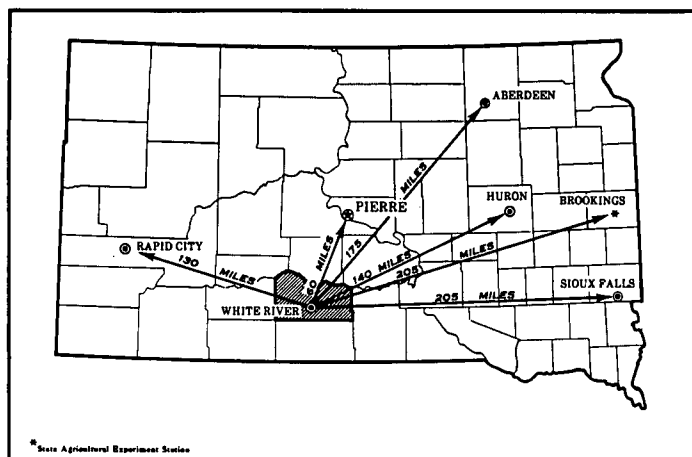 ABERDEEN
MILES
PIERRE
HURON
BROOKINGS
*
RAPID CITY
130 MILES
60 MILES
175
140 MILES
205 MILES
SIOUX FALLS
WHITE RIVER
205 MILES
* State Agricultural Experiment Station